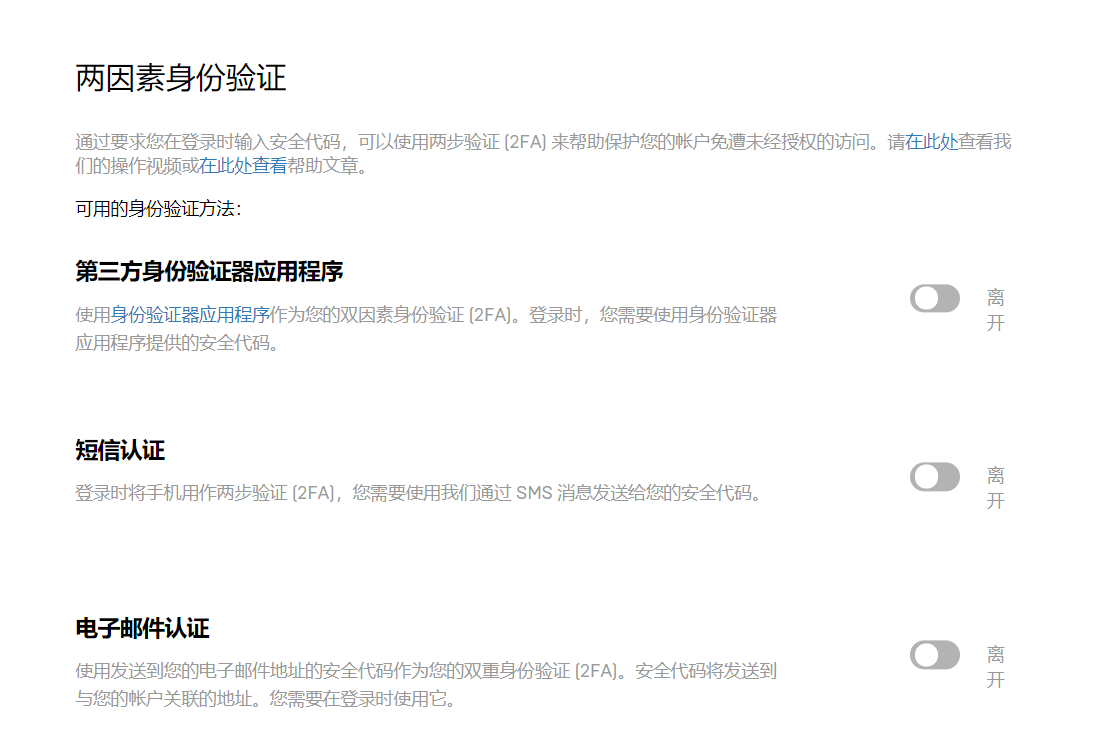 两因素身份验证
通过要求您在登录时输入安全代码，可以使用两步验证 (2FA) 来帮助保护您的帐户免遭未经授权的访问。请在此处查看我
们的操作视频或在此处查看帮助文章。
可用的身份验证方法：
第三方身份验证器应用程序
使用身份验证器应用程序作为您的双因素身份验证 (2FA)。登录时，您需要使用身份验证器
应用程序提供的安全代码。
离
开
短信认证
登录时将手机用作两步验证 (2FA)，您需要使用我们通过 SMS 消息发送给您的安全代码。
离
开
电子邮件认证
使用发送到您的电子邮件地址的安全代码作为您的双重身份验证 (2FA)。安全代码将发送到
与您的帐户关联的地址。您需要在登录时使用它。
离
开